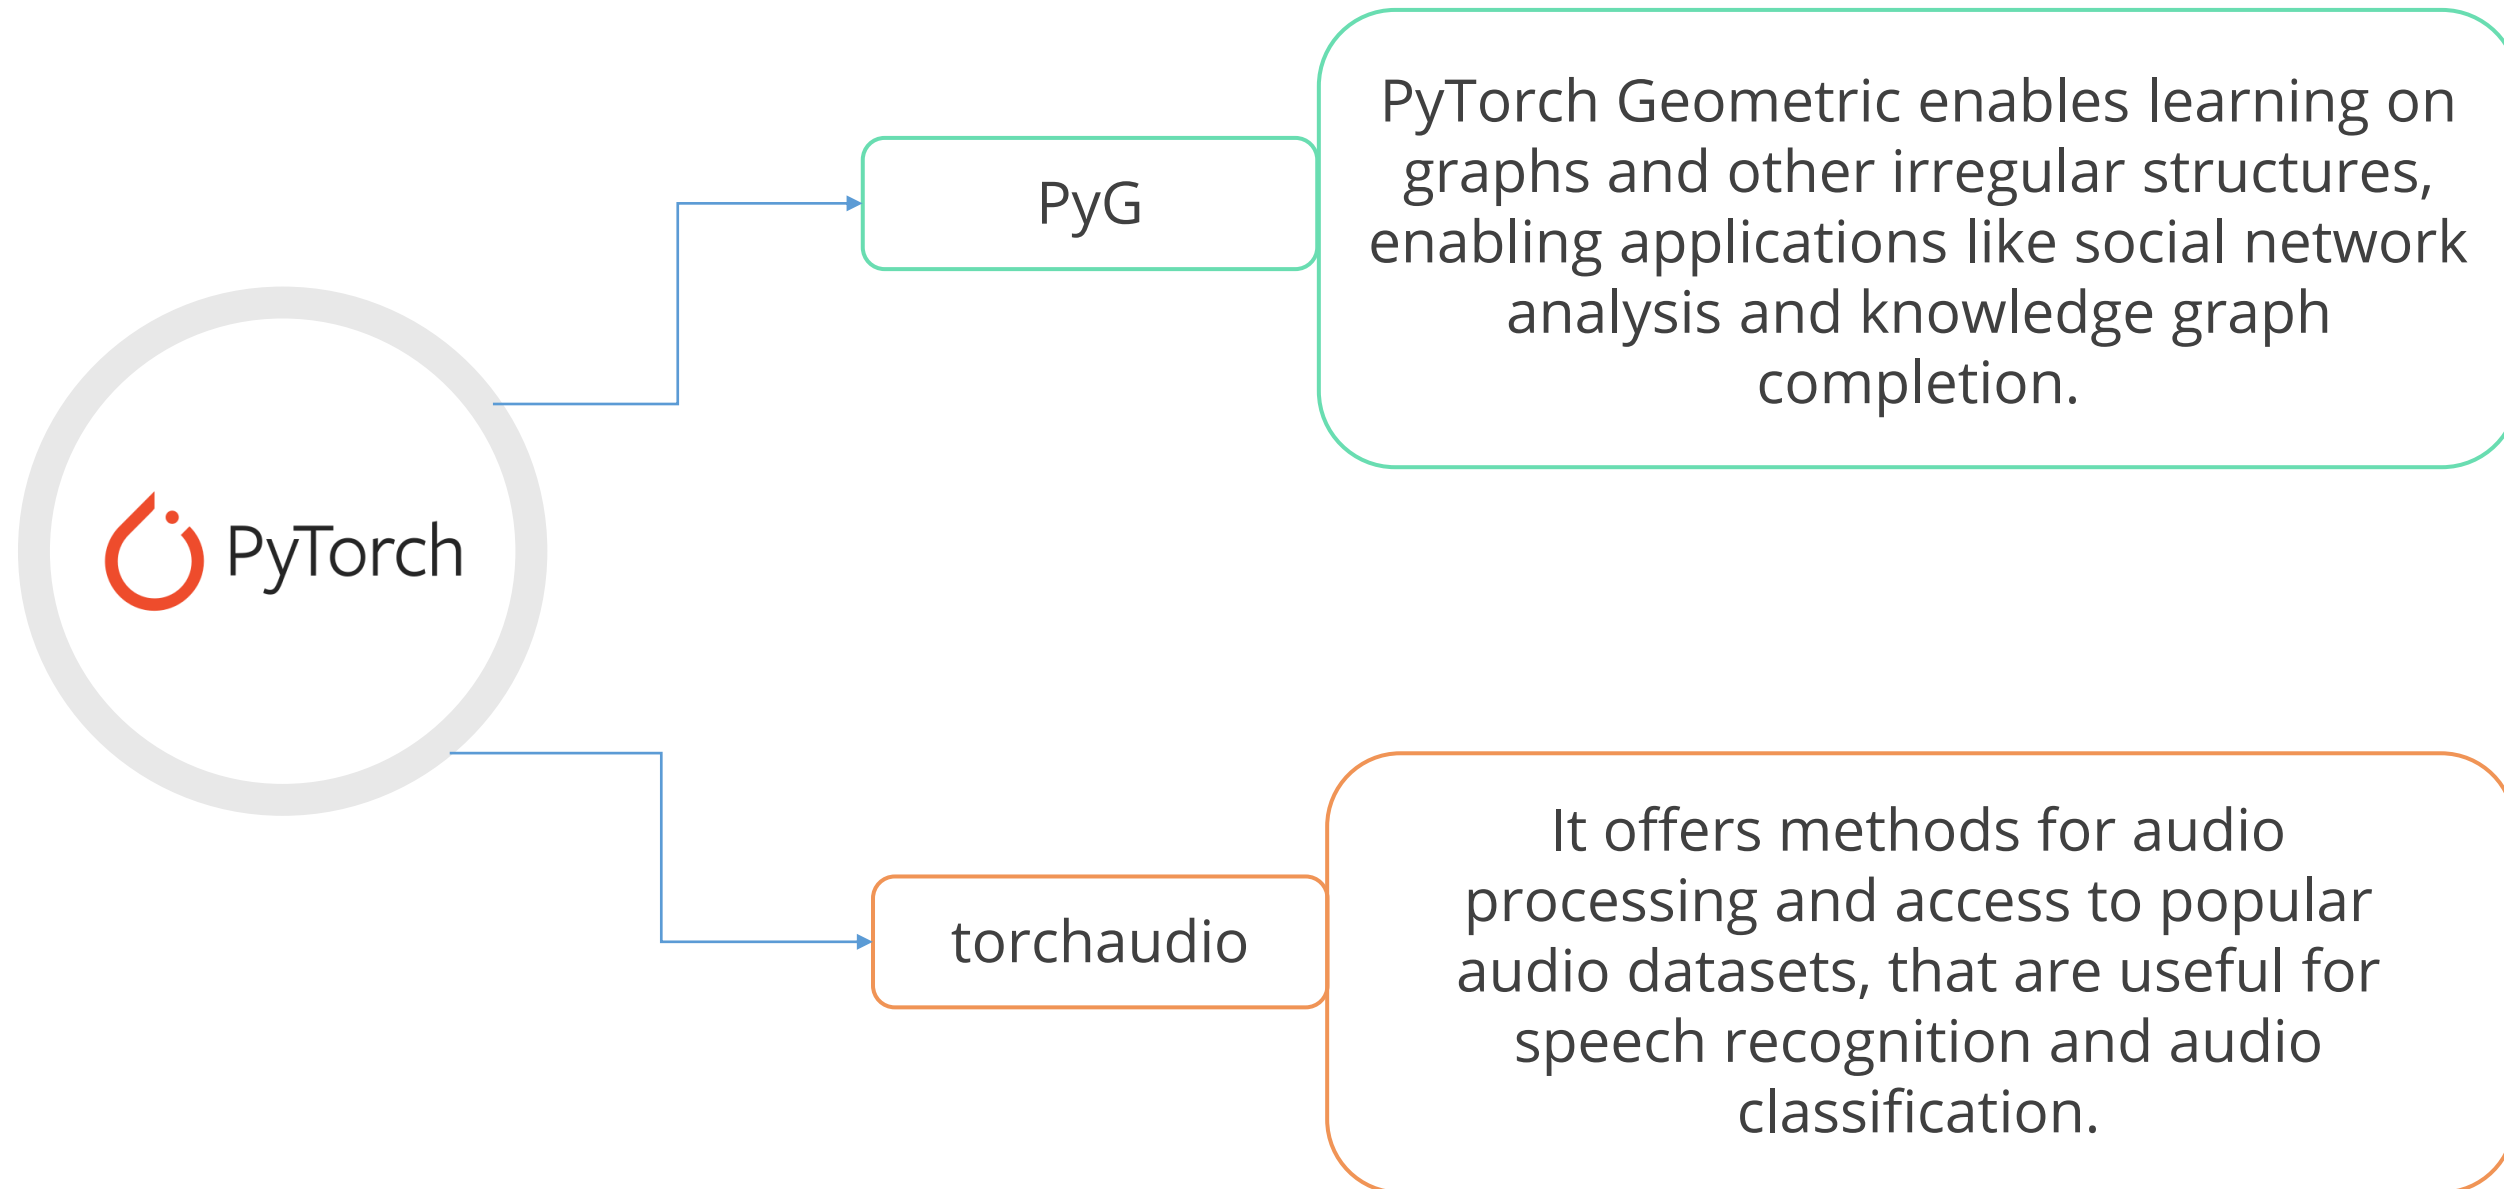 PyTorch
PyG
PyTorch Geometric enables lerning on
graphs and other irregular structures,
enabling applications like social network
analysis and knowledge graph
completion.
torchaudio
It offers methods for audio
processing and access to popular
audio datasets, that are useful for
speech recognition and audio
classification.